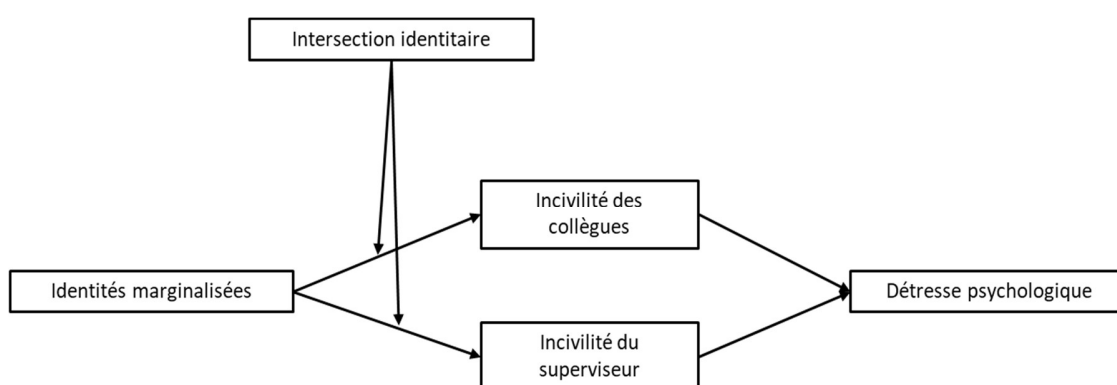 Intersection identitaire
Incivilité des
collègues
Identités marginalisées
Détresse psychologique
Incivilité du
superviseur